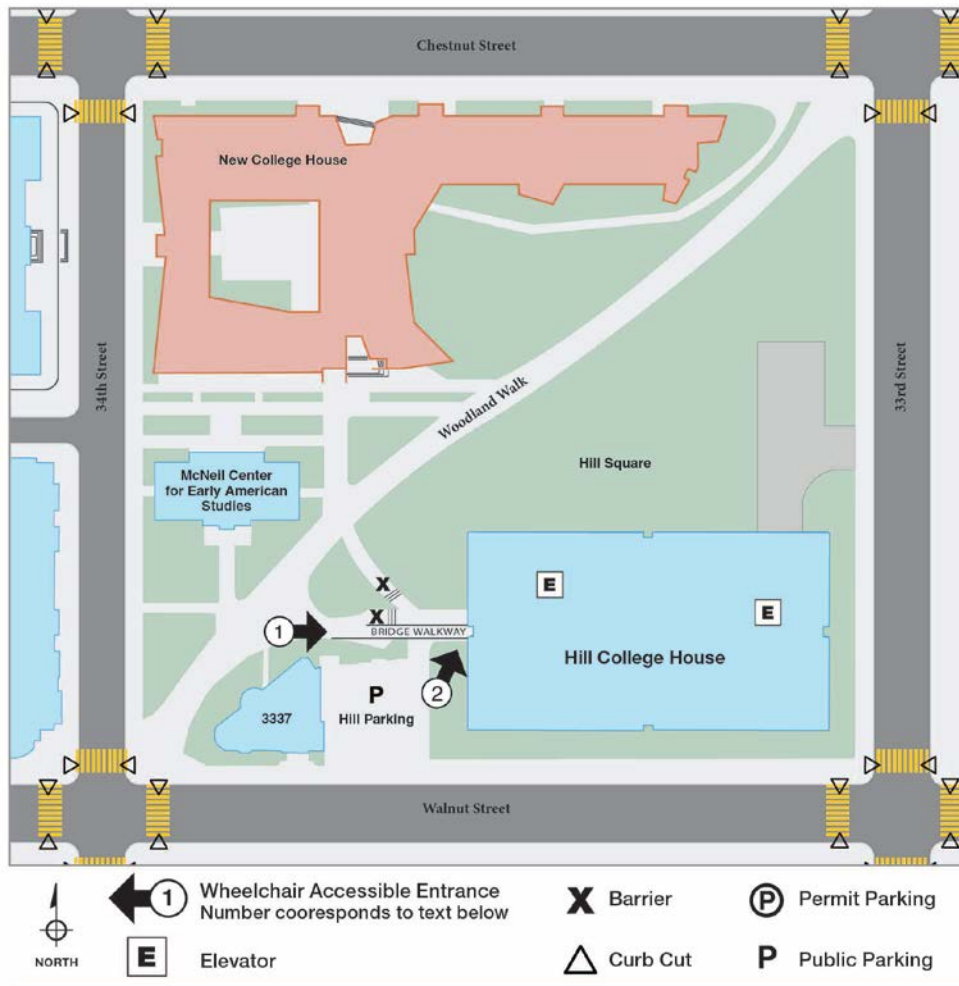 Chestnut Street
New College House
34th Street
33rd Street
Woodland Walk
McNeil Center
for Early American
Studies
Hill Square
E
E
X
X
1
BRIDGE WALKWAY
Hill College House
2
P
Hill Parking
3337
Walnut Street
1
Wheelchair Accessible Entrance
Number cooresponds to text below
X
Barrier
P
Permit Parking
NORTH
E
Elevator
Curb Cut
P
Public Parking